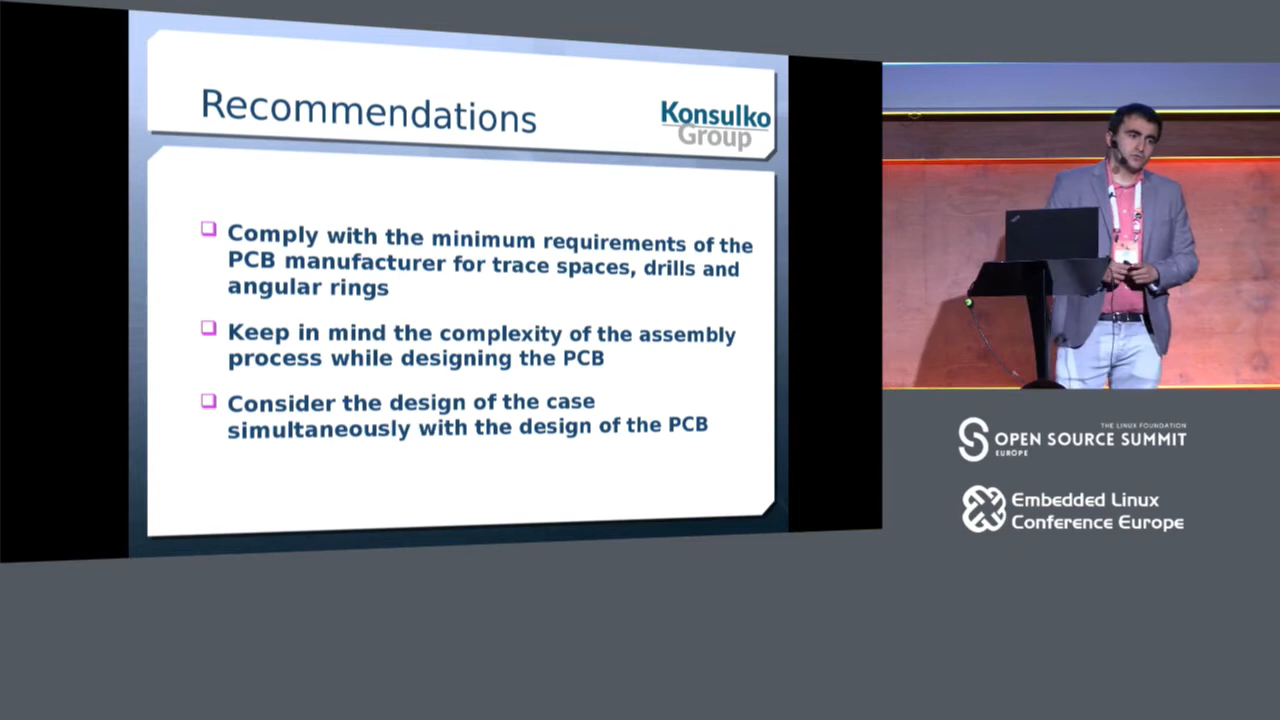 Recommendations
Konsulko
Group
Comply with the minimum requirements of the
PCB manufacturer for trace spaces, drills and
angular rings
Keep in mind the complexity of the assembly
process while designing the PCB
Consider the design of the case
simultaneously with the design of the PCB
THE LINUX FOUNDATION
OPEN SOURCE SUMMIT
EUROPE
Embedded Linux
Conference Europe